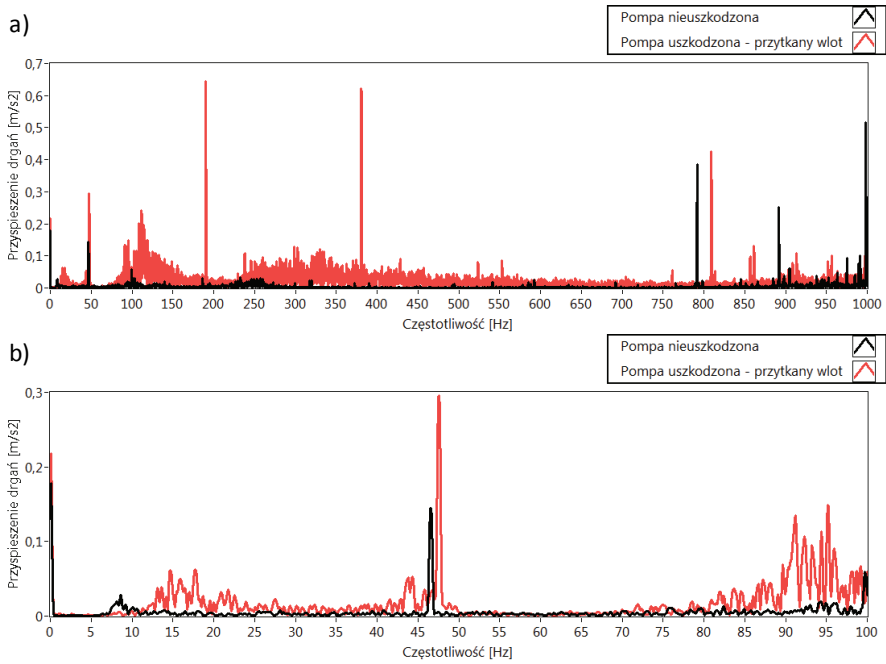 a)
Pompa nieuszkodzona
Pompa uszkodzona - przytkany wlot
Przyspieszenie drgań [m/s2]
0,7
0,6
0,5
0,4
0,3
0,2
0,1
0
0 50 100 150 200 250 300 350 400 450 500 550 600 650 700 750 800 850 900 950 1000
Częstotliwość [Hz]
b)
Pompa nieuszkodzona
Pompa uszkodzona - przytkany wlot
Przyspieszenie drgań [m/s2]
0,3
0,2
0,1
0
0 5 10 15 20 25 30 35 40 45 50 55 60 65 70 75 80 85 90 95 100
Częstotliwość [Hz]